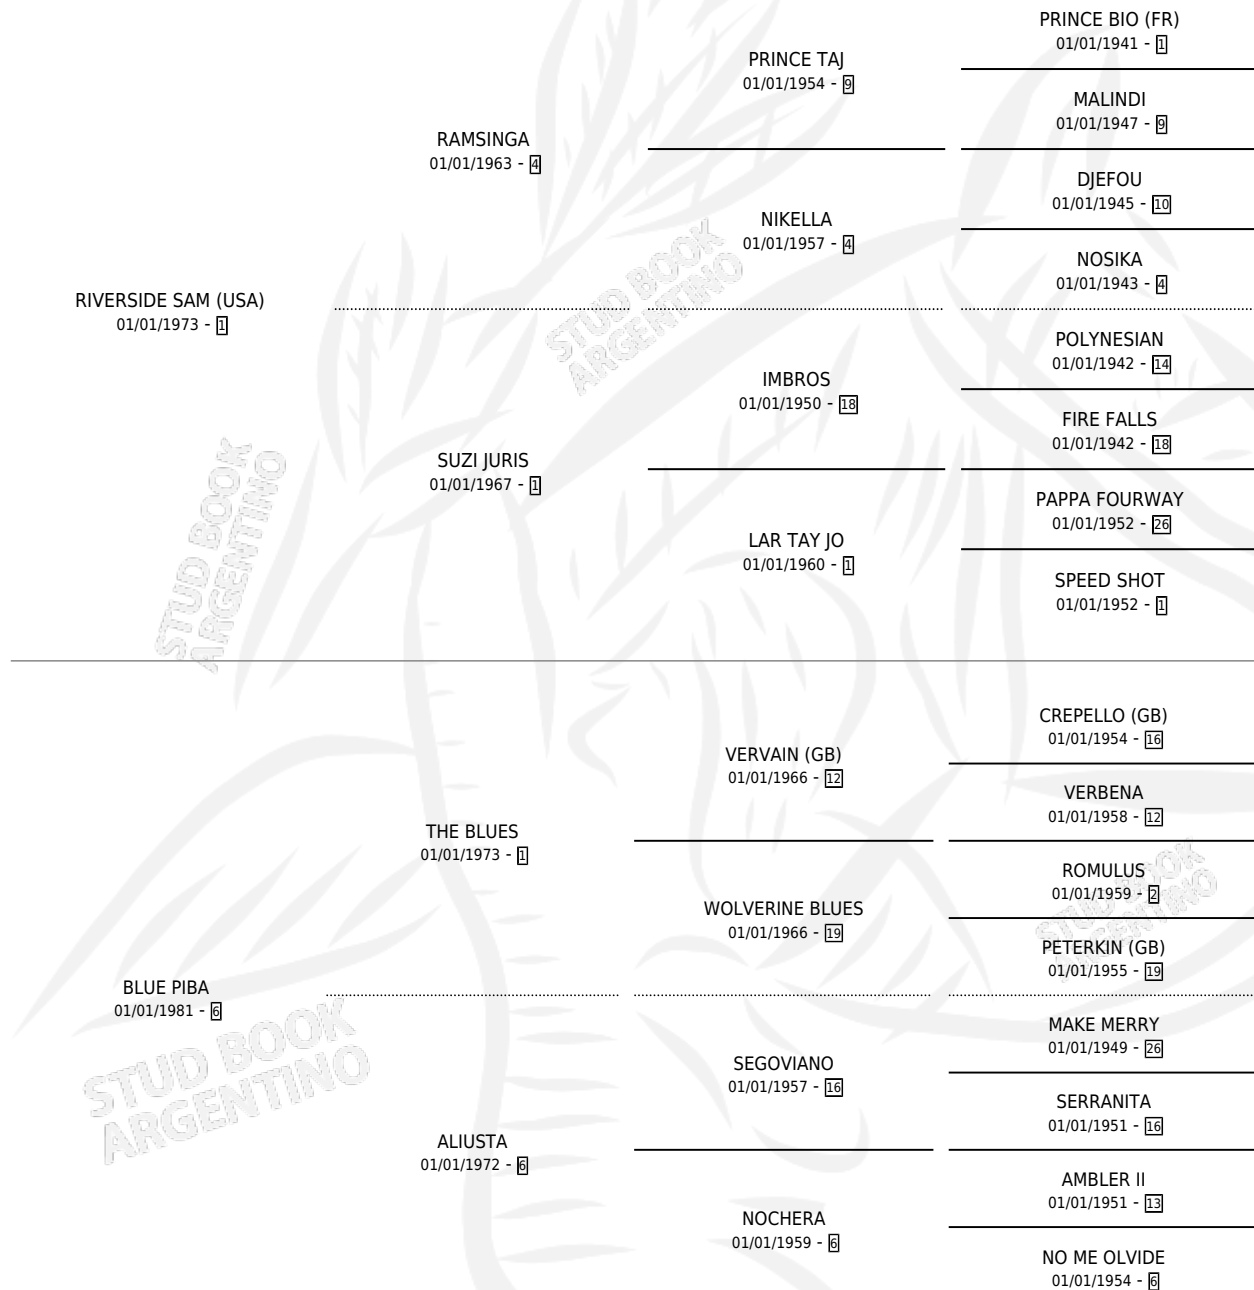 PRINCE BIO (FR)
01/01/1941 - 1
PRINCE TAJ
01/01/1954 - 9
MALINDI
01/01/1947 - 9
RAMSINGA
01/01/1963 - 4
DJEFOU
01/01/1945 - 10
NIKELLA
01/01/1957 - 4
NOSIKA
01/01/1943 - 4
RIVERSIDE SAM (USA)
01/01/1973 - 1
POLYNESIAN
01/01/1942 - 14
IMBROS
01/01/1950 - 18
FIRE FALLS
01/01/1942 - 18
SUZI JURIS
01/01/1967 - 1
PAPPA FOURWAY
01/01/1952 - 26
LAR TAY JO
01/01/1960 - 1
SPEED SHOT
01/01/1952 - 1
CREPELLO (GB)
01/01/1954 - 16
VERVAIN (GB)
01/01/1966 - 12
VERBENA
01/01/1958 - 12
THE BLUES
01/01/1973 - 1
ROMULUS
01/01/1959 - 2
WOLVERINE BLUES
01/01/1966 - 19
PETERKIN (GB)
01/01/1955 - 19
BLUE PIBA
01/01/1981 - 6
MAKE MERRY
01/01/1949 - 26
SEGOVIANO
01/01/1957 - 16
SERRANITA
01/01/1951 - 16
ALIUSTA
01/01/1972 - 6
AMBLER II
01/01/1951 - 13
NOCHERA
01/01/1959 - 6
NO ME OLVIDE
01/01/1954 - 6
STUD BOOK
ARGENTINO
STUD BOOK
ARGENTINO
STUD BOOK
ARGENTINO
STUD BOOK
ARGENTINO